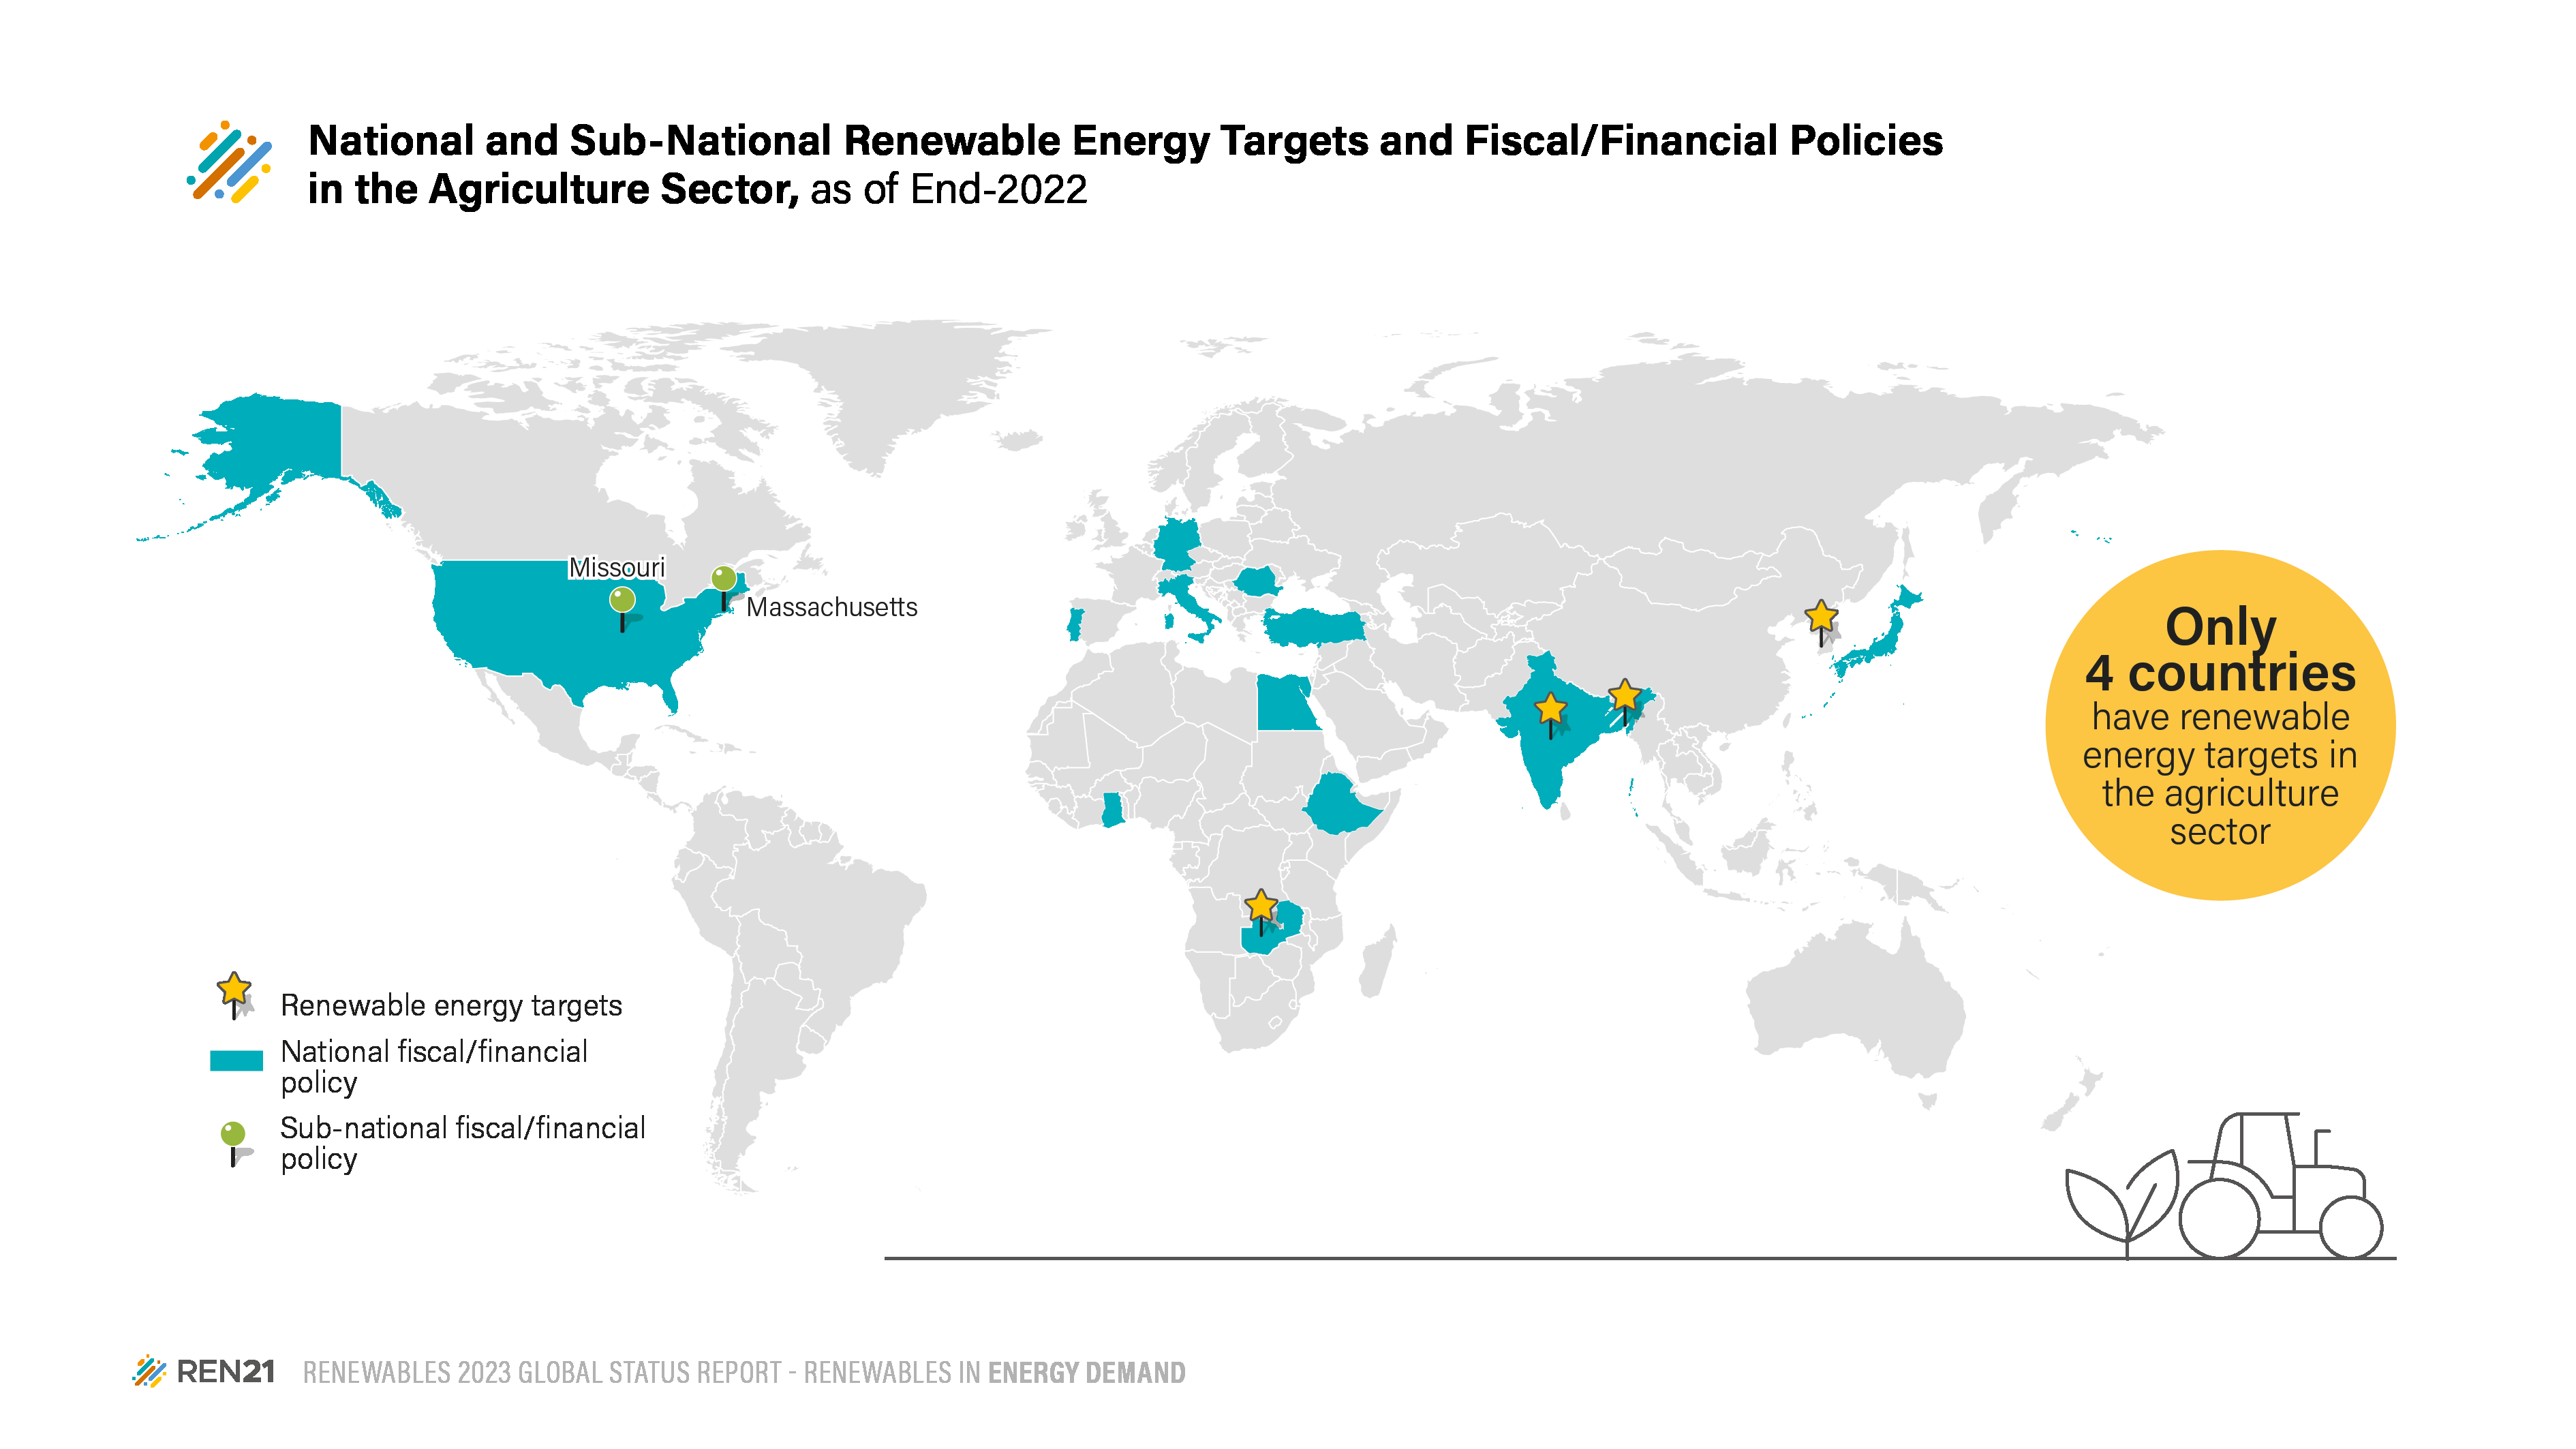 National and Sub-National Renewable Energy Targets and Fiscal/Financial Policies
in the Agriculture Sector, as of End-2022
Missouri
Massachusetts
Only
4 countries
have renewable
energy targets in
the agriculture
sector
Renewable energy targets
National fiscal/financial
policy
Sub-national fiscal/financial
policy
REN21 RENEWABLES 2023 GLOBAL STATUS REPORT - RENEWABLES IN ENERGY DEMAND